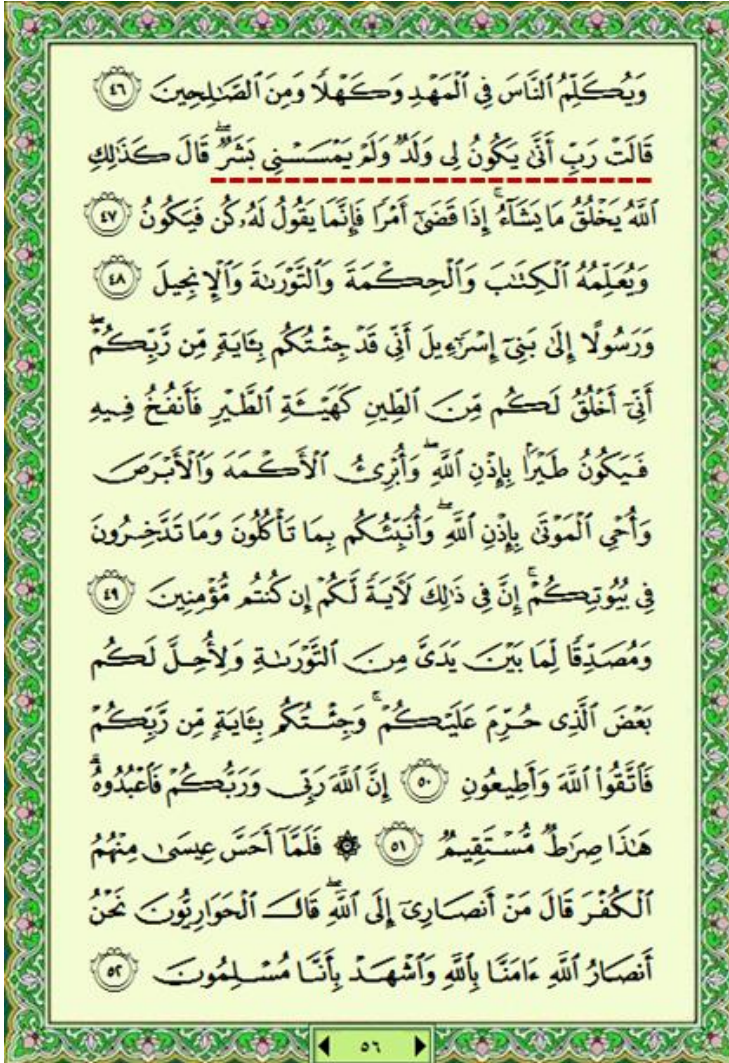 وَيُكَلِّمُ ٱلنَّاسَ فِي ٱلْمَهْدِ وَكَهْلًا وَمِنَ ٱلصَّٰلِحِينَ ٤٦
قَالَتْ رَبِّ أَنَّىٰ يَكُونُ لِي وَلَدٌ وَلَمْ يَمْسَسْنِي بَشَرٌ ۖ قَالَ كَذَٰلِكِ
ٱللَّهُ يَخْلُقُ مَا يَشَآءُ ۚ إِذَا قَضَىٰٓ أَمْرًا فَإِنَّمَا يَقُولُ لَهُۥ كُن فَيَكُونُ ٤٧
وَيُعَلِّمُهُ ٱلْكِتَٰبَ وَٱلْحِكْمَةَ وَٱلتَّوْرَىٰةَ وَٱلْإِنجِيلَ ٤٨
وَرَسُولًا إِلَىٰ بَنِيٓ إِسْرَٰٓءِيلَ أَنِّي قَدْ جِئْتُكُم بِـَٔايَةٍ مِّن رَّبِّكُمْ ۖ
أَنِّيٓ أَخْلُقُ لَكُم مِّنَ ٱلطِّينِ كَهَيْـَٔةِ ٱلطَّيْرِ فَأَنفُخُ فِيهِ
فَيَكُونُ طَيْرًۢا بِإِذْنِ ٱللَّهِ ۖ وَأُبْرِئُ ٱلْأَكْمَهَ وَٱلْأَبْرَصَ
وَأُحْيِ ٱلْمَوْتَىٰ بِإِذْنِ ٱللَّهِ ۖ وَأُنَبِّئُكُم بِمَا تَأْكُلُونَ وَمَا تَدَّخِرُونَ
فِي بُيُوتِكُمْ ۚ إِنَّ فِي ذَٰلِكَ لَـَٔايَةً لَّكُمْ إِن كُنتُم مُّؤْمِنِينَ ٤٩
وَمُصَدِّقًا لِّمَا بَيْنَ يَدَيَّ مِنَ ٱلتَّوْرَىٰةِ وَلِأُحِلَّ لَكُم
بَعْضَ ٱلَّذِي حُرِّمَ عَلَيْكُمْ ۚ وَجِئْتُكُم بِـَٔايَةٍ مِّن رَّبِّكُمْ
فَٱتَّقُوا۟ ٱللَّهَ وَأَطِيعُونِ ٥٠ إِنَّ ٱللَّهَ رَبِّي وَرَبُّكُمْ فَٱعْبُدُوهُ ۗ
هَٰذَا صِرَٰطٌ مُّسْتَقِيمٌ ٥١ ۞ فَلَمَّآ أَحَسَّ عِيسَىٰ مِنْهُمُ
ٱلْكُفْرَ قَالَ مَنْ أَنصَارِيٓ إِلَى ٱللَّهِ ۖ قَالَ ٱلْحَوَارِيُّونَ نَحْنُ
أَنصَارُ ٱللَّهِ ءَامَنَّا بِٱللَّهِ وَٱشْهَدْ بِأَنَّا مُسْلِمُونَ ٥٢
٥٦